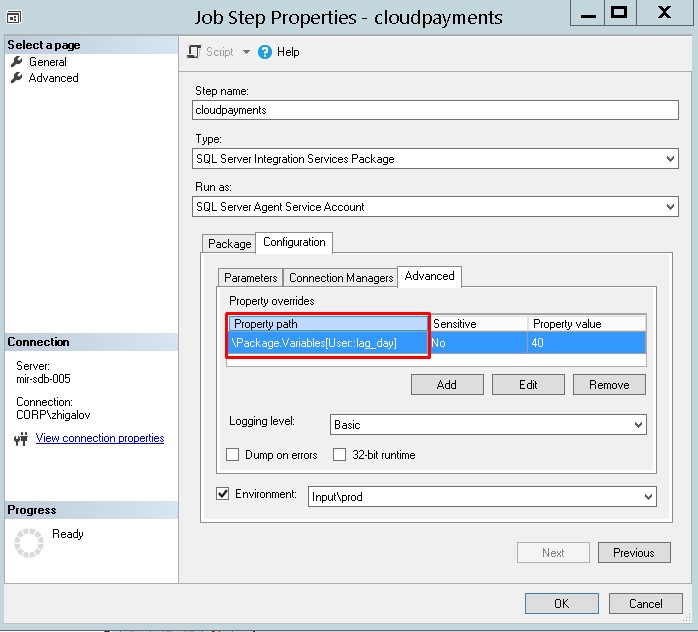 Job Step Properties - cloudpayments
Select a page
General
Advanced
Script
Help
Step name:
cloudpayments
Type:
SQL Server Integration Services Package
Run as:
SQL Server Agent Service Account
Package
Configuration
Parameters
Connection Managers
Advanced
Property overrides
Property path
Sensitive
Property value
\Package.Variables[User::lag_day]
No
40
Add
Edit
Remove
Logging level:
Basic
Dump on errors
32-bit runtime
Environment:
Input\prod
Connection
Server:
mir-sdb-005
Connection:
CORP\zhigalov
View connection properties
Progress
Ready
Next
Previous
OK
Cancel